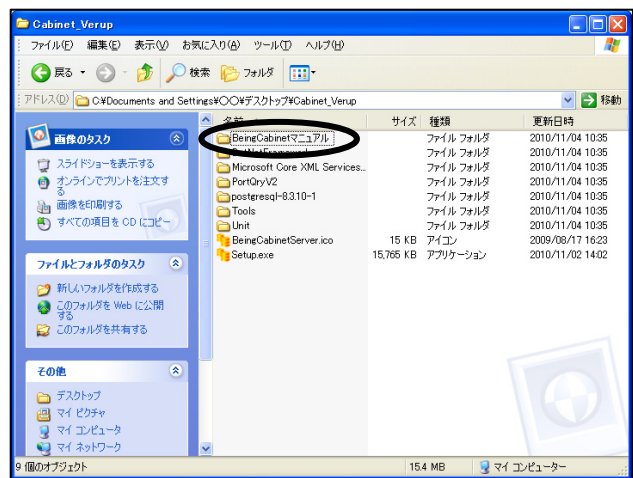 Cabinet_Verup
ファイル(F) 編集(E) 表示(V) お気に入り(A) ツール(T) ヘルプ(H)
戻る 検索 フォルダ
アドレス(D) C:¥Documents and Settings¥〇〇¥デスクトップ¥Cabinet_Verup 移動
名前 サイズ 種類 更新日時
BeingCabinetマニュアル ファイル フォルダ 2010/11/04 10:35
ファイル フォルダ 2010/11/04 10:35
Microsoft Core XML Services... ファイル フォルダ 2010/11/04 10:35
PortQryV2 ファイル フォルダ 2010/11/04 10:35
postgresql-8.3.10-1 ファイル フォルダ 2010/11/04 10:35
Tools ファイル フォルダ 2010/11/04 10:35
Unit ファイル フォルダ 2010/11/04 10:35
BeingCabinetServer.ico 15 KB アイコン 2009/08/17 16:23
Setup.exe 15,765 KB アプリケーション 2010/11/02 14:02
画像のタスク
スライドショーを表示する
オンラインでプリントを注文す
る
画像を印刷する
すべての項目を CD にコピー
ファイルとフォルダのタスク
新しいフォルダを作成する
このフォルダを Web に公開
する
このフォルダを共有する
その他
デスクトップ
マイ ピクチャ
マイ コンピュータ
マイ ネットワーク
9 個のオブジェクト 15.4 MB マイ コンピューター